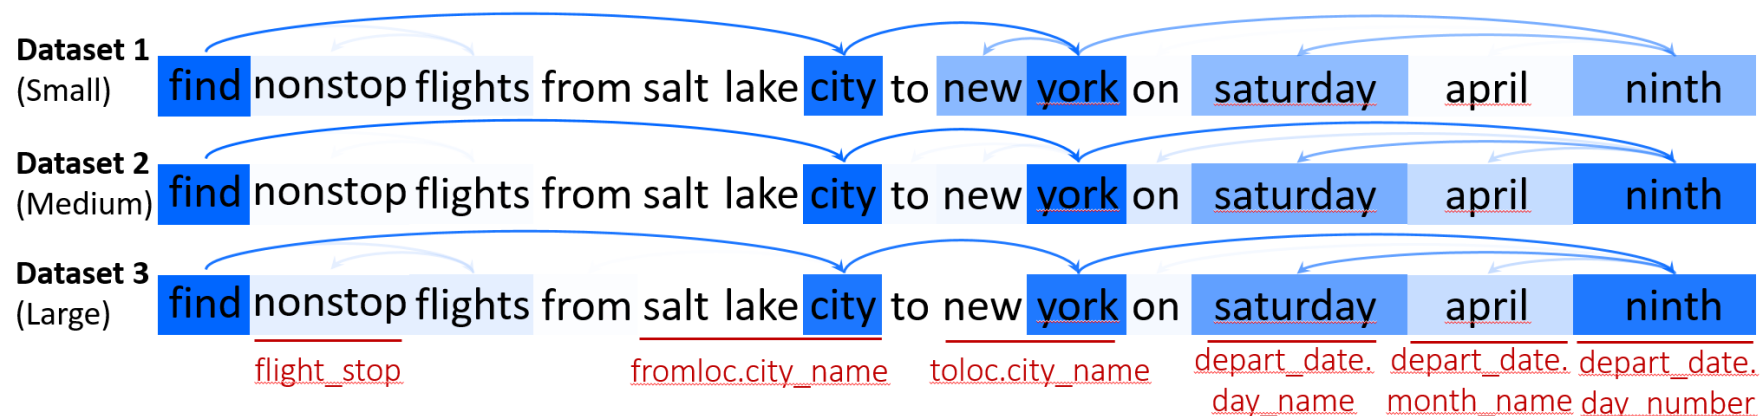 Dataset 1
(Small)
find nonstop flights from salt lake city to new york on saturday april ninth
Dataset 2
(Medium)
find nonstop flights from salt lake city to new york on saturday april ninth
Dataset 3
(Large)
find nonstop flights from salt lake city to new york on saturday april ninth
flight_stop
fromloc.city_name
toloc.city_name
depart_date.
day_name
depart_date.
month_name
depart_date.
day_number